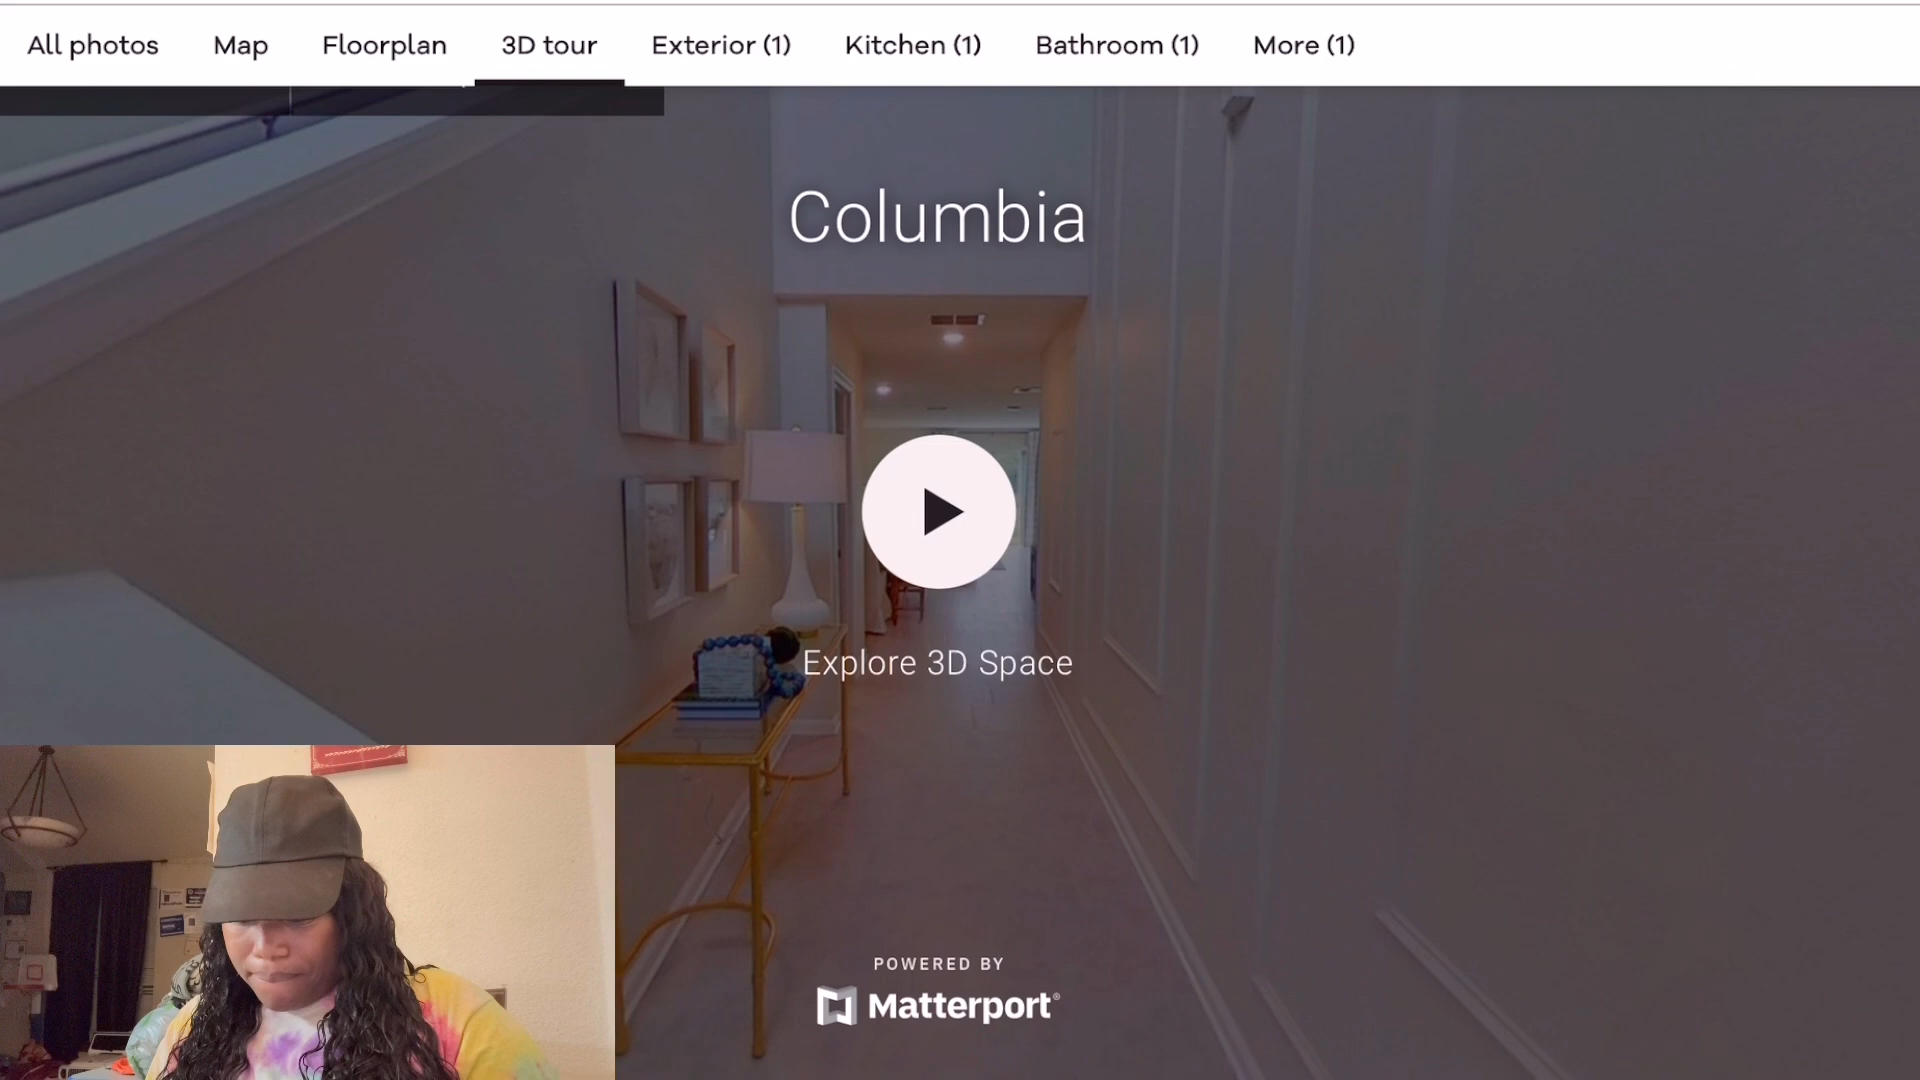 All photos Map Floorplan 3D tour Exterior (1) Kitchen (1) Bathroom (1) More (1)
Columbia
Explore 3D Space
POWERED BY
Matterport®